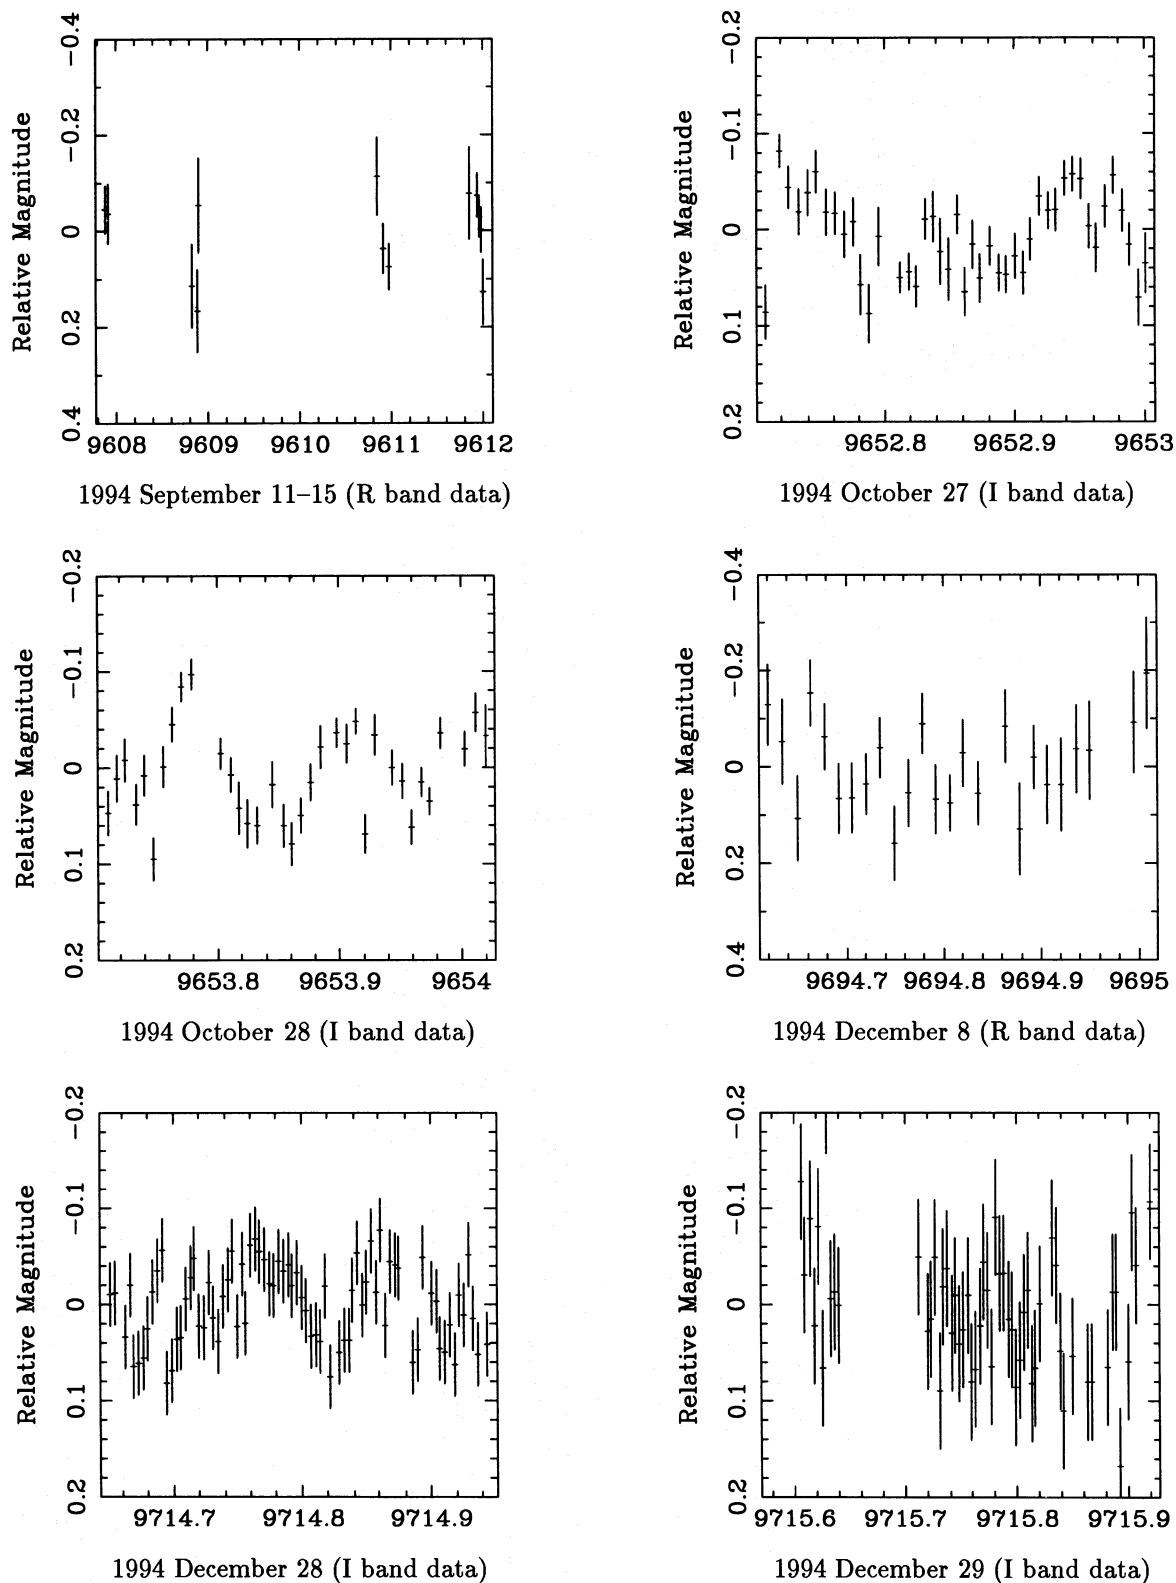 −0.4
−0.2
0
0.2
0.4
Relative Magnitude
9608 9609 9610 9611 9612
1994 September 11–15 (R band data)
−0.2
−0.1
0
0.1
0.2
Relative Magnitude
9652.8 9652.9 9653
1994 October 27 (I band data)
−0.2
−0.1
0
0.1
0.2
Relative Magnitude
9653.8 9653.9 9654
1994 October 28 (I band data)
−0.4
−0.2
0
0.2
0.4
Relative Magnitude
9694.7 9694.8 9694.9 9695
1994 December 8 (R band data)
−0.2
−0.1
0
0.1
0.2
Relative Magnitude
9714.7 9714.8 9714.9
1994 December 28 (I band data)
−0.2
−0.1
0
0.1
0.2
Relative Magnitude
9715.6 9715.7 9715.8 9715.9
1994 December 29 (I band data)